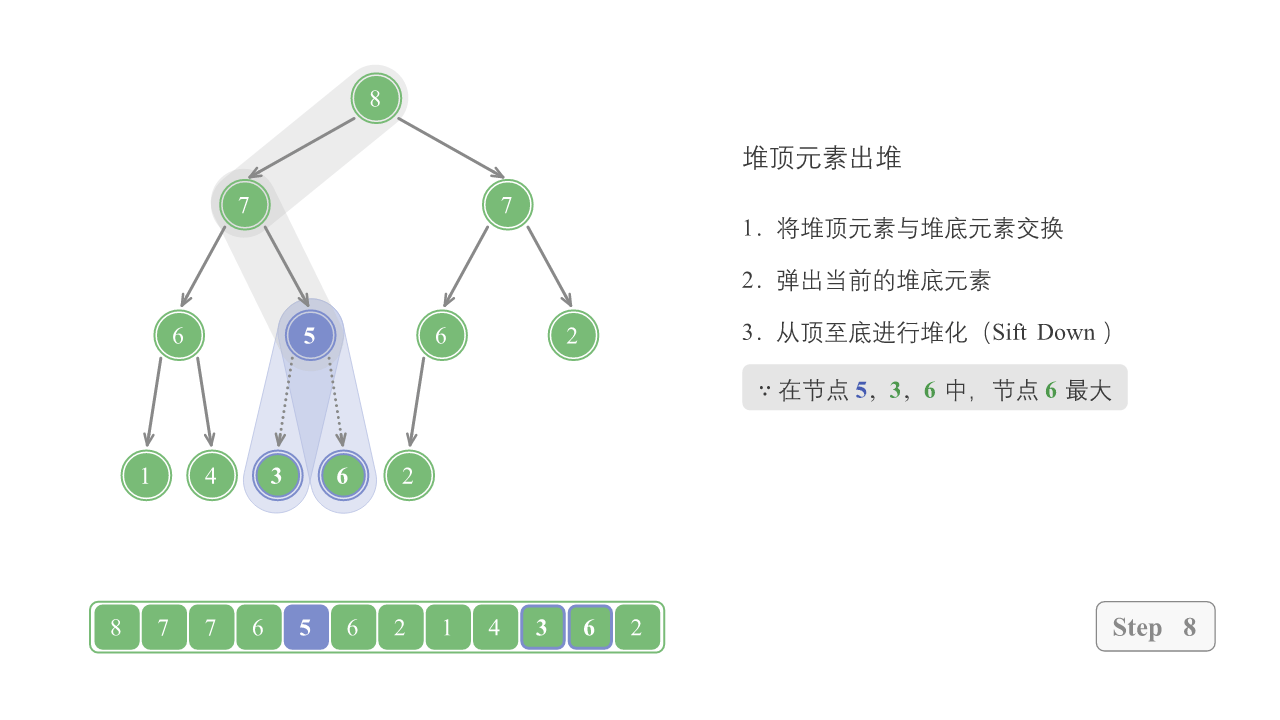 8
7 7
6 5 6 2
1 4 3 6 2
堆顶元素出堆
1. 将堆顶元素与堆底元素交换
2. 弹出当前的堆底元素
3. 从顶至底进行堆化（Sift Down）
∵ 在节点 5, 3, 6 中, 节点 6 最大
8 7 7 6 5 6 2 1 4 3 6 2
Step 8